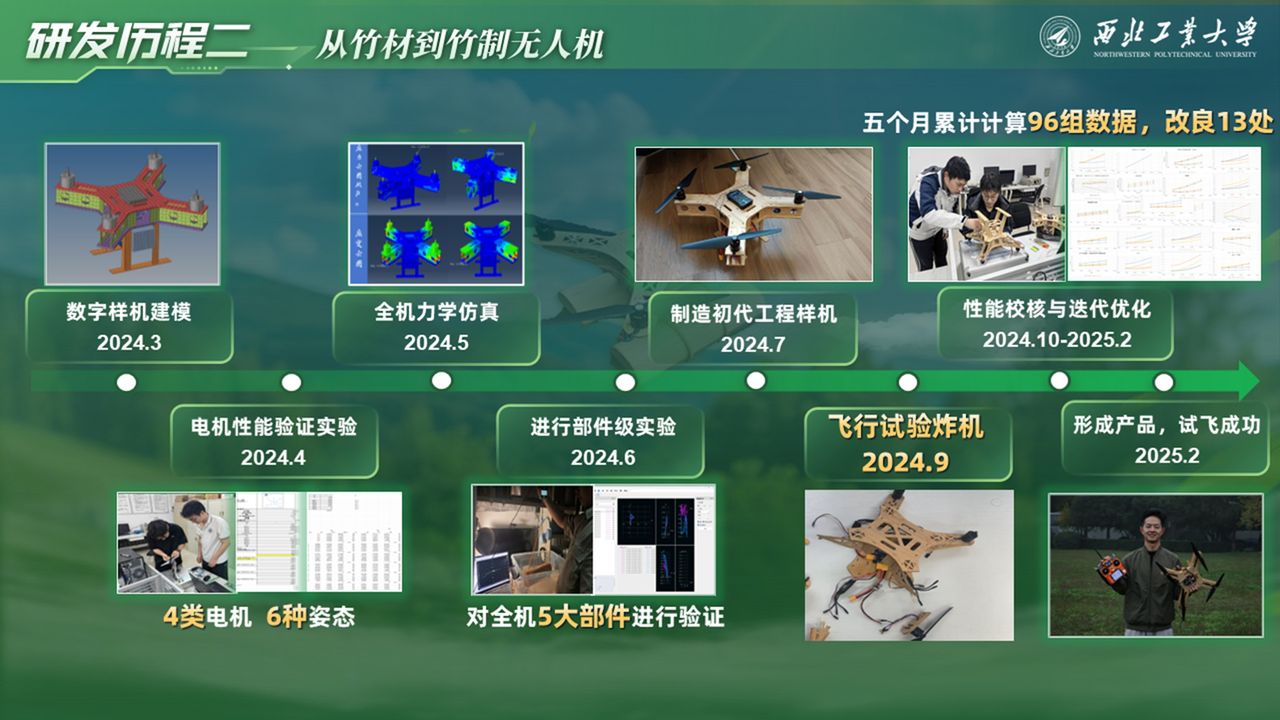 研发历程二
从竹材到竹制无人机
西北工业大学
NORTHWESTERN POLYTECHNICAL UNIVERSITY
五个月累计计算96组数据，改良13处
数字样机建模
2024.3
全机力学仿真
2024.5
制造初代工程样机
2024.7
性能校核与迭代优化
2024.10-2025.2
电机性能验证实验
2024.4
进行部件级实验
2024.6
飞行试验炸机
2024.9
形成产品，试飞成功
2025.2
4类电机 6种姿态
对全机5大部件进行验证